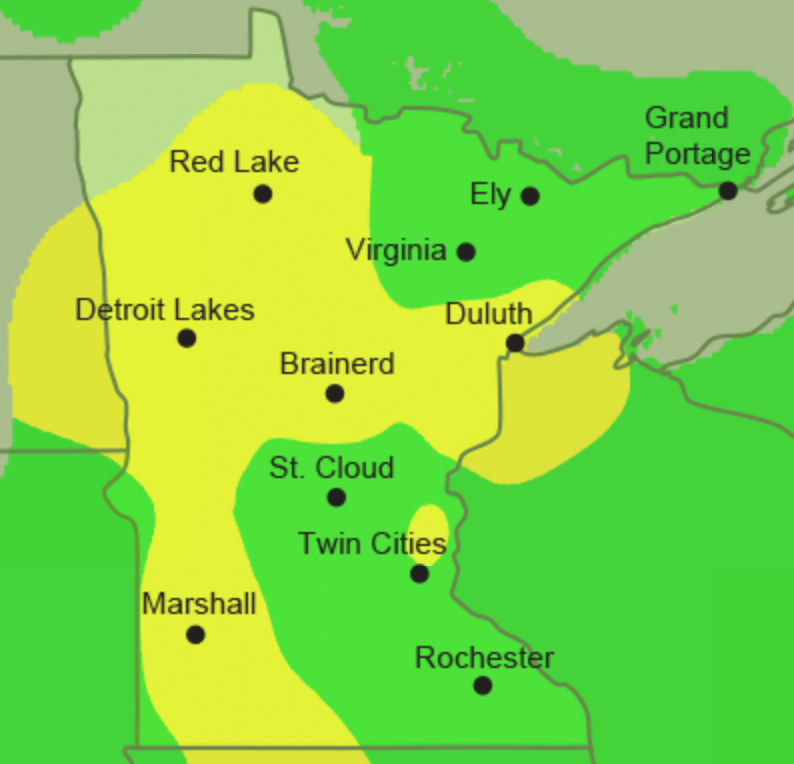 Grand
Portage
Red Lake
Ely
Virginia
Detroit Lakes
Duluth
Brainerd
St. Cloud
Twin Cities
Marshall
Rochester